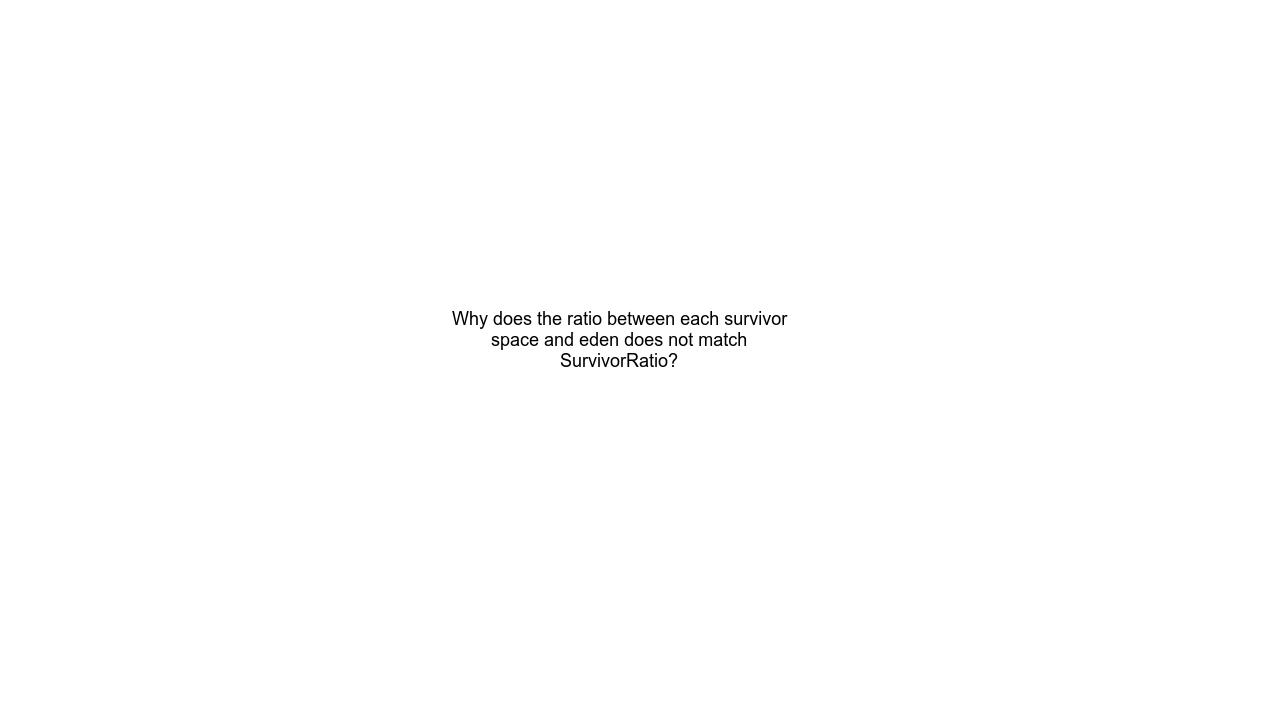 Why does the ratio between each survivor
space and eden does not match
SurvivorRatio?